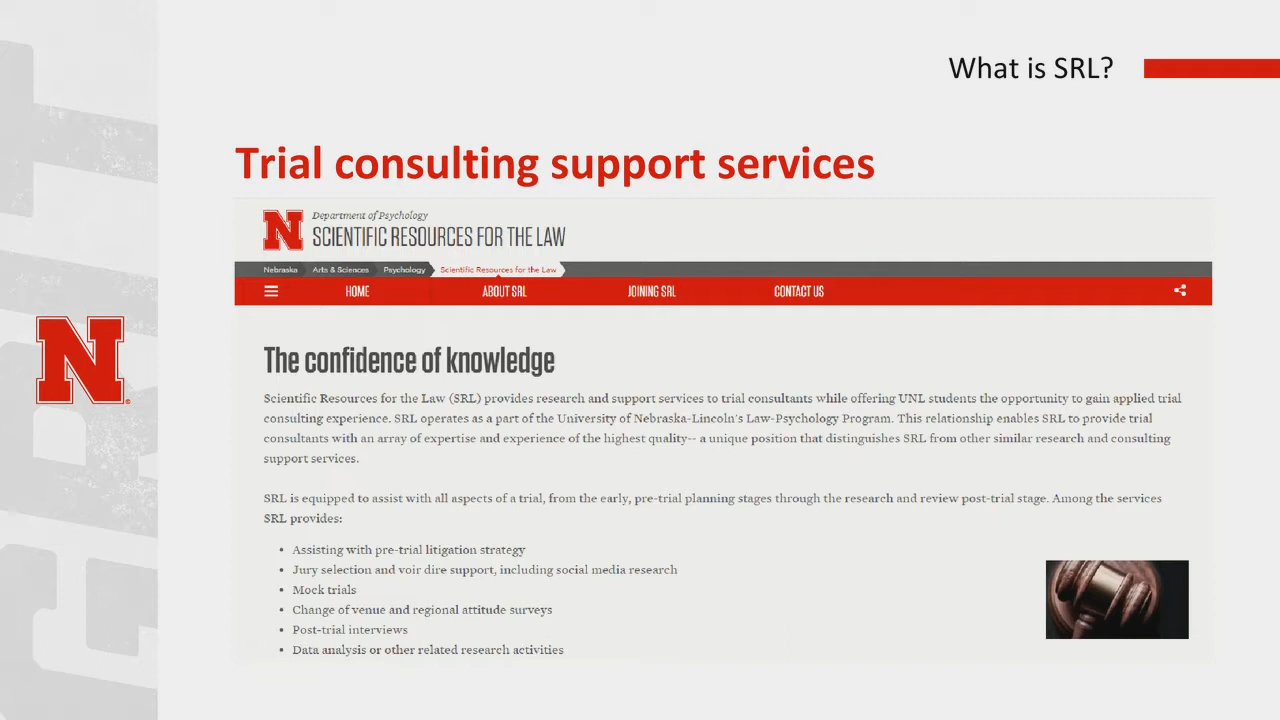 What is SRL?
Trial consulting support services
N Department of Psychology
SCIENTIFIC RESOURCES FOR THE LAW
Nebraska Arts & Sciences Psychology Scientific Resources for the Law
HOME ABOUT SRL JOINING SRL CONTACT US
N
The confidence of knowledge
Scientific Resources for the Law (SRL) provides research and support services to trial consultants while offering UNL students the opportunity to gain applied trial
consulting experience. SRL operates as a part of the University of Nebraska-Lincoln's Law-Psychology Program. This relationship enables SRL to provide trial
consultants with an array of expertise and experience of the highest quality-- a unique position that distinguishes SRL from other similar research and consulting
support services.
SRL is equipped to assist with all aspects of a trial, from the early, pre-trial planning stages through the research and review post-trial stage. Among the services
SRL provides:
• Assisting with pre-trial litigation strategy
• Jury selection and voir dire support, including social media research
• Mock trials
• Change of venue and regional attitude surveys
• Post-trial interviews
• Data analysis or other related research activities